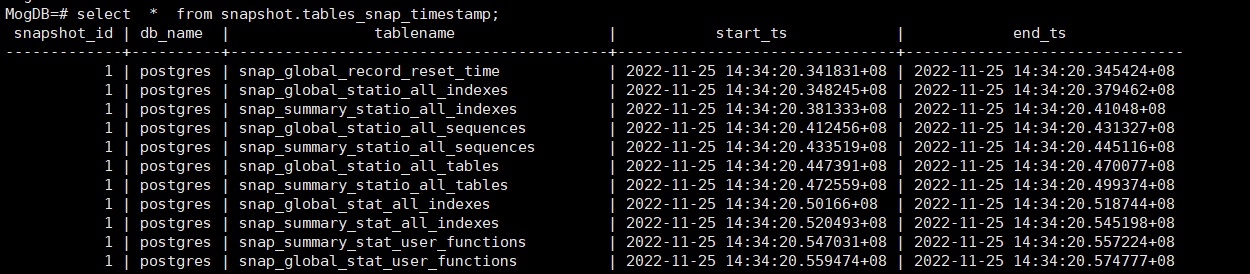 MogDB=# select  *  from snapshot.tables_snap_timestamp;
 snapshot_id | db_name  |                tablename                 |           start_ts            |            end_ts
-------------+----------+------------------------------------------+-------------------------------+------------------------------
           1 | postgres | snap_global_record_reset_time            | 2022-11-25 14:34:20.341831+08 | 2022-11-25 14:34:20.345424+08
           1 | postgres | snap_global_statio_all_indexes           | 2022-11-25 14:34:20.348245+08 | 2022-11-25 14:34:20.379462+08
           1 | postgres | snap_summary_statio_all_indexes          | 2022-11-25 14:34:20.381333+08 | 2022-11-25 14:34:20.41048+08
           1 | postgres | snap_global_statio_all_sequences         | 2022-11-25 14:34:20.412456+08 | 2022-11-25 14:34:20.431327+08
           1 | postgres | snap_summary_statio_all_sequences        | 2022-11-25 14:34:20.433519+08 | 2022-11-25 14:34:20.445116+08
           1 | postgres | snap_global_statio_all_tables            | 2022-11-25 14:34:20.447391+08 | 2022-11-25 14:34:20.470077+08
           1 | postgres | snap_summary_statio_all_tables           | 2022-11-25 14:34:20.472559+08 | 2022-11-25 14:34:20.499374+08
           1 | postgres | snap_global_stat_all_indexes             | 2022-11-25 14:34:20.50166+08  | 2022-11-25 14:34:20.518744+08
           1 | postgres | snap_summary_stat_all_indexes            | 2022-11-25 14:34:20.520493+08 | 2022-11-25 14:34:20.545198+08
           1 | postgres | snap_summary_stat_user_functions         | 2022-11-25 14:34:20.547031+08 | 2022-11-25 14:34:20.557224+08
           1 | postgres | snap_global_stat_user_functions          | 2022-11-25 14:34:20.559474+08 | 2022-11-25 14:34:20.574777+08